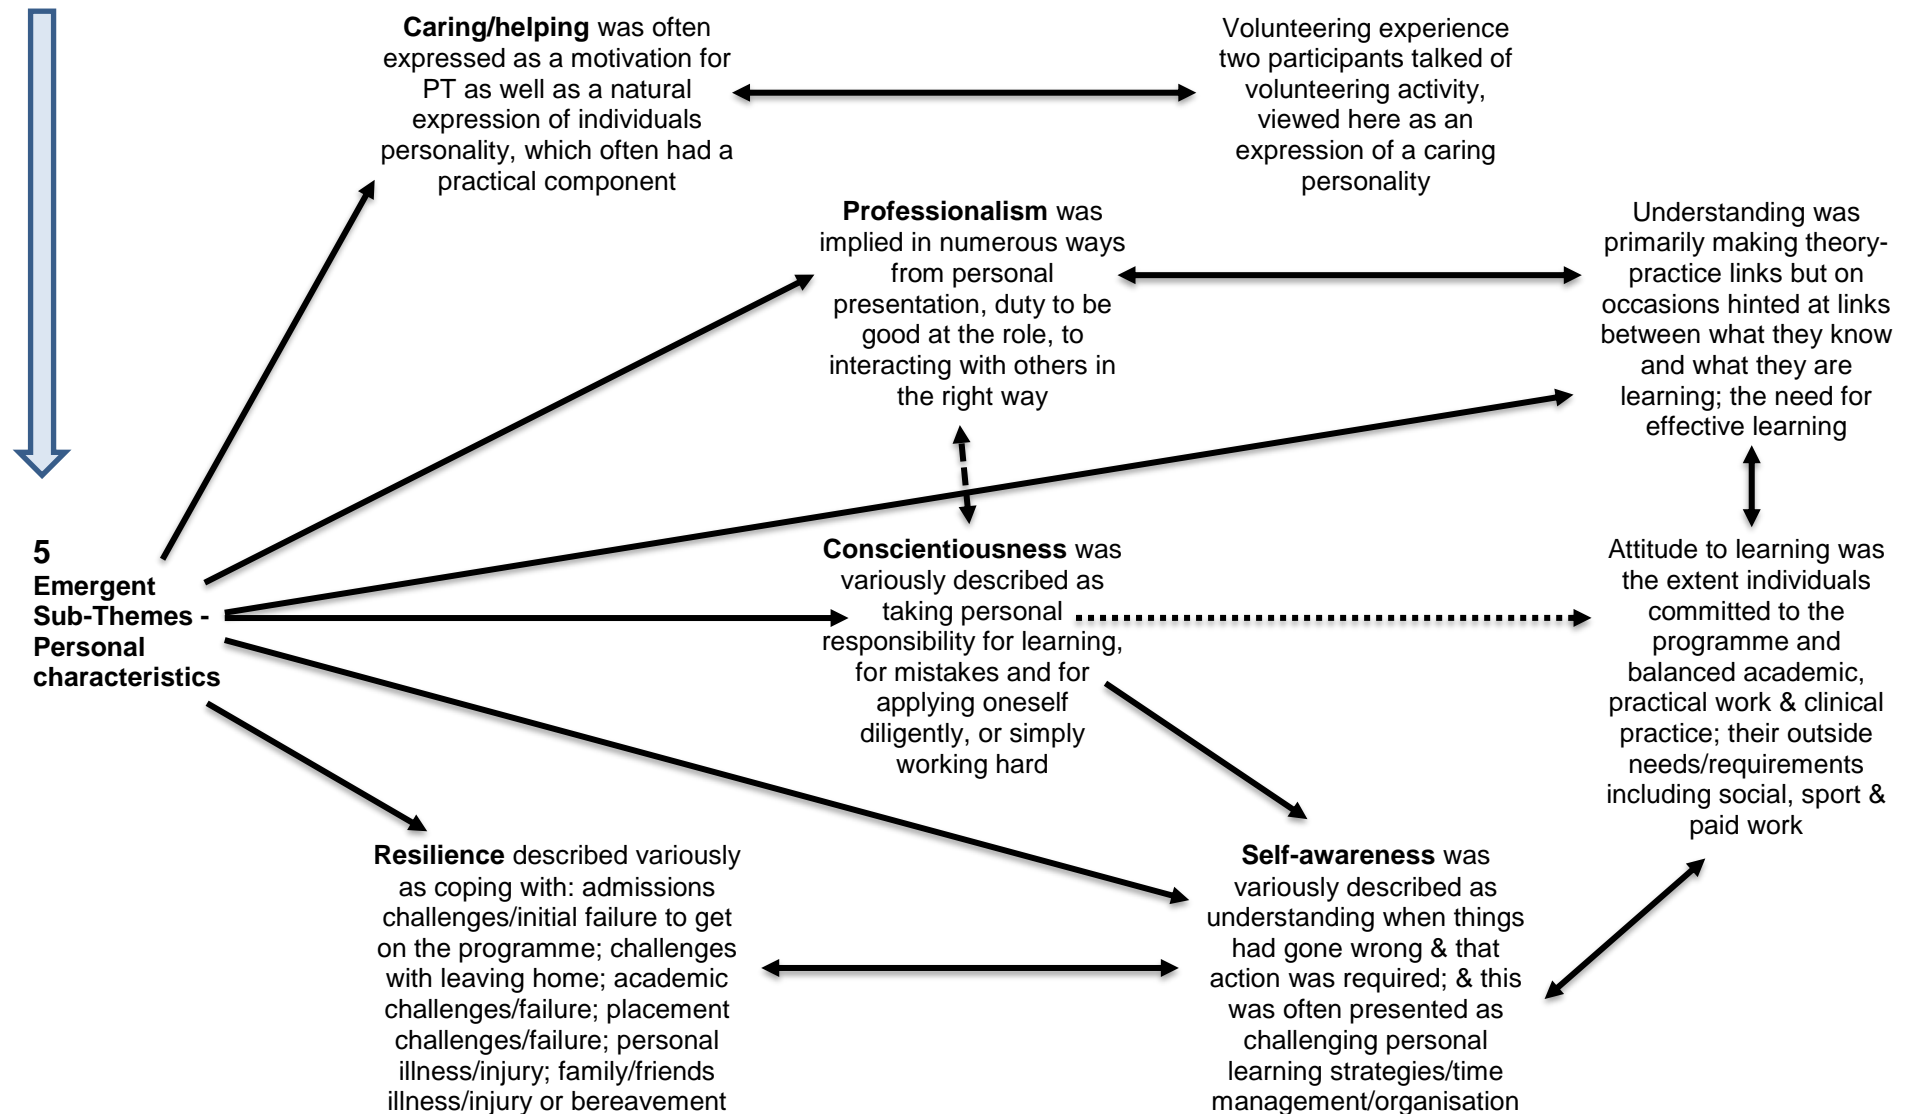 Caring/helping was often
expressed as a motivation for
PT as well as a natural
expression of individuals
personality, which often had a
practical component
Volunteering experience
two participants talked of
volunteering activity,
viewed here as an
expression of a caring
personality
Professionalism was
implied in numerous ways
from personal
presentation, duty to be
good at the role, to
interacting with others in
the right way
Understanding was
primarily making theory-
practice links but on
occasions hinted at links
between what they know
and what they are
learning; the need for
effective learning
5
Emergent
Sub-Themes -
Personal
characteristics
Conscientiousness was
variously described as
taking personal
responsibility for learning,
for mistakes and for
applying oneself
diligently, or simply
working hard
Attitude to learning was
the extent individuals
committed to the
programme and
balanced academic,
practical work & clinical
practice; their outside
needs/requirements
including social, sport &
paid work
Resilience described variously
as coping with: admissions
challenges/initial failure to get
on the programme; challenges
with leaving home; academic
challenges/failure; placement
challenges/failure; personal
illness/injury; family/friends
illness/injury or bereavement
Self-awareness was
variously described as
understanding when things
had gone wrong & that
action was required; & this
was often presented as
challenging personal
learning strategies/time
management/organisation